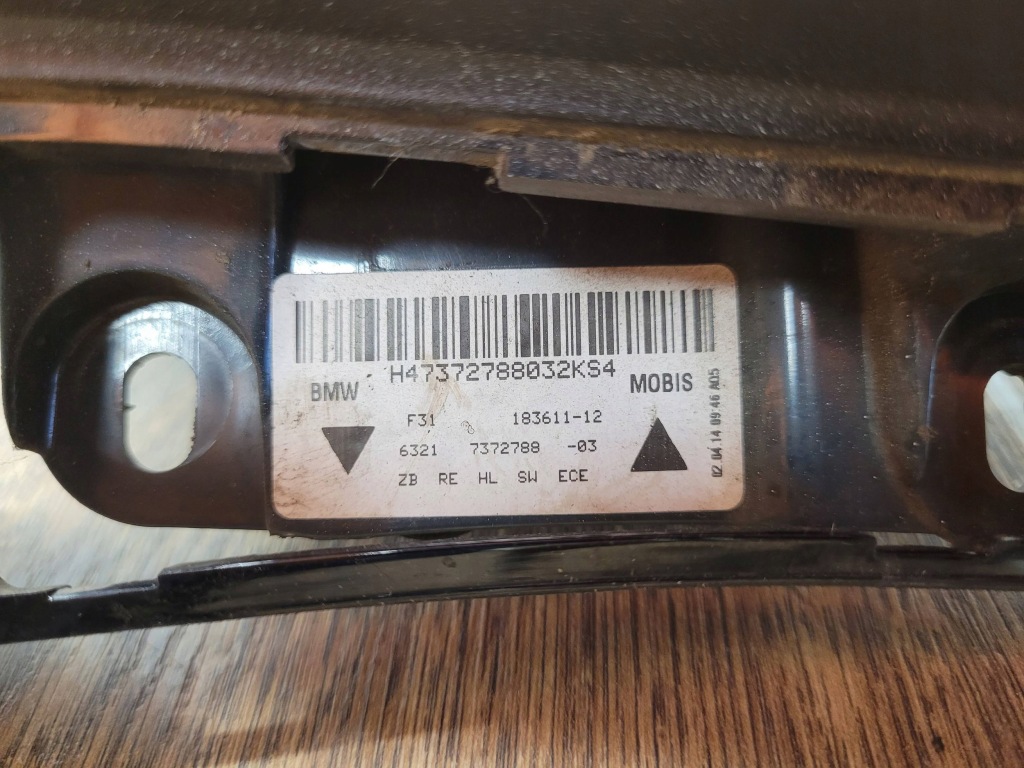 H47372788032KS4
BMW MOBIS
F31 183611-12
6321 7372788 -03
ZB RE HL SW ECE
02.04.14 09:46 A05